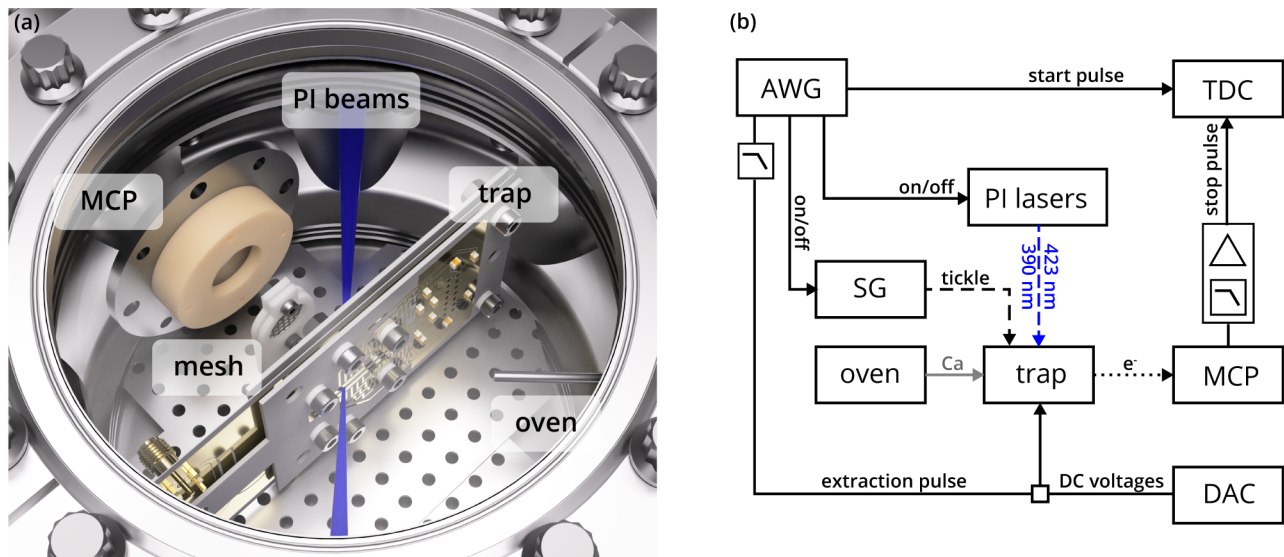 (a)
PI beams
MCP
trap
mesh
oven
(b)
AWG
start pulse
TDC
on/off
PI lasers
on/off
stop pulse
423 nm
390 nm
SG
tickle
oven
Ca
trap
e-
MCP
extraction pulse
DC voltages
DAC